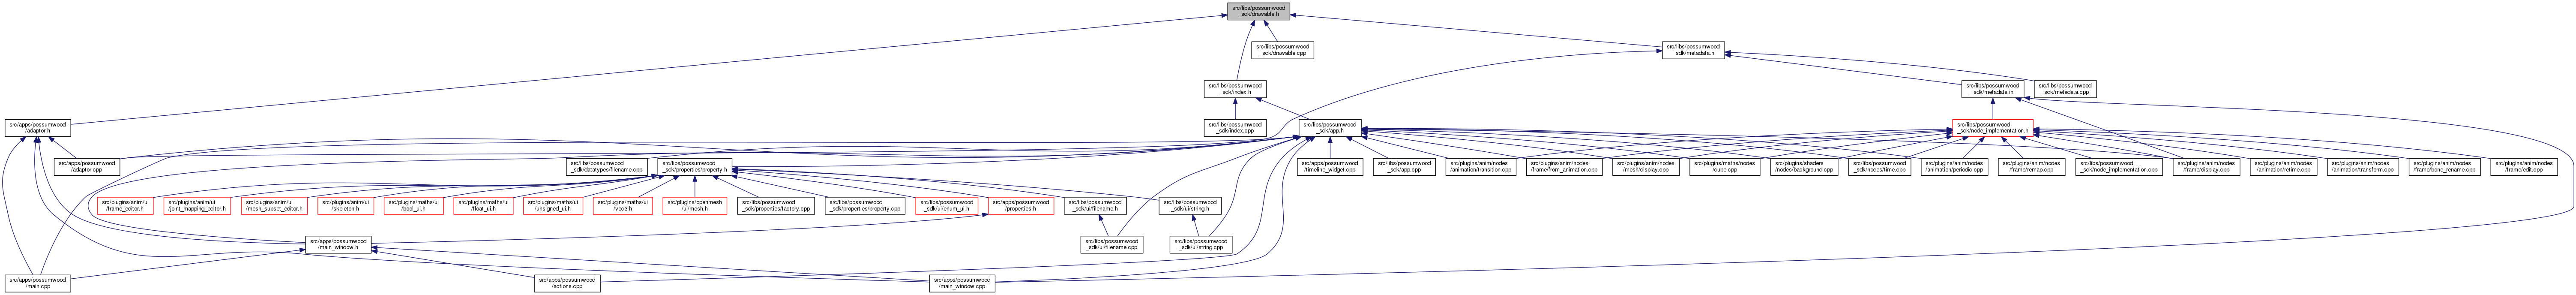 src/libs/possumwood
_sdk/drawable.h
src/libs/possumwood
_sdk/drawable.cpp
src/libs/possumwood
_sdk/metadata.h
src/libs/possumwood
_sdk/index.h
src/libs/possumwood
_sdk/metadata.inl
src/libs/possumwood
_sdk/metadata.cpp
src/apps/possumwood
/adaptor.h
src/libs/possumwood
_sdk/index.cpp
src/libs/possumwood
_sdk/app.h
src/libs/possumwood
_sdk/node_implementation.h
src/apps/possumwood
/adaptor.cpp
src/libs/possumwood
_sdk/datatypes/filename.cpp
src/libs/possumwood
_sdk/properties/property.h
src/apps/possumwood
/timeline_widget.cpp
src/libs/possumwood
_sdk/app.cpp
src/plugins/anim/nodes
/animation/transition.cpp
src/plugins/anim/nodes
/frame/from_animation.cpp
src/plugins/anim/nodes
/mesh/display.cpp
src/plugins/maths/nodes
/cube.cpp
src/plugins/shaders
/nodes/background.cpp
src/libs/possumwood
_sdk/nodes/time.cpp
src/plugins/anim/nodes
/animation/periodic.cpp
src/plugins/anim/nodes
/frame/remap.cpp
src/libs/possumwood
_sdk/node_implementation.cpp
src/plugins/anim/nodes
/frame/display.cpp
src/plugins/anim/nodes
/animation/display.cpp
src/plugins/anim/nodes
/animation/retime.cpp
src/plugins/anim/nodes
/animation/transform.cpp
src/plugins/anim/nodes
/frame/bone_rename.cpp
src/plugins/anim/nodes
/frame/edit.cpp
src/plugins/anim/ui
/frame_editor.h
src/plugins/anim/ui
/joint_mapping_editor.h
src/plugins/anim/ui
/mesh_subset_editor.h
src/plugins/anim/ui
/skeleton.h
src/plugins/maths/ui
/bool_ui.h
src/plugins/maths/ui
/float_ui.h
src/plugins/maths/ui
/unsigned_ui.h
src/plugins/maths/ui
/vec3.h
src/plugins/openmesh
/ui/mesh.h
src/libs/possumwood
_sdk/properties/factory.cpp
src/libs/possumwood
_sdk/properties/property.cpp
src/libs/possumwood
_sdk/ui/enum_ui.h
src/apps/possumwood
/properties.h
src/libs/possumwood
_sdk/ui/filename.h
src/libs/possumwood
_sdk/ui/string.h
src/apps/possumwood
/main_window.h
src/libs/possumwood
_sdk/ui/filename.cpp
src/libs/possumwood
_sdk/ui/string.cpp
src/apps/possumwood
/main.cpp
src/apps/possumwood
/actions.cpp
src/apps/possumwood
/main_window.cpp